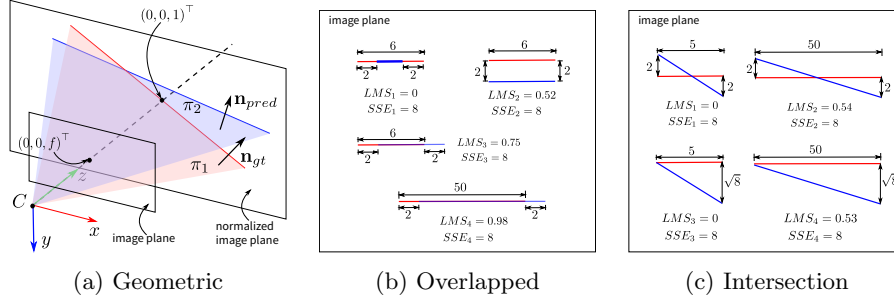 (0, 0, 1)⊤
n_pred
π2
(0, 0, f)⊤
n_gt
π1
z
C
x
y
image plane
normalized
image plane
(a) Geometric
image plane
6
2 2
LMS1 = 0
SSE1 = 8
2 2
LMS2 = 0.52
SSE2 = 8
6
2 2
LMS3 = 0.75
SSE3 = 8
50
2 2
LMS4 = 0.98
SSE4 = 8
(b) Overlapped
image plane
5
2 2
LMS1 = 0
SSE1 = 8
50
2 2
LMS2 = 0.54
SSE2 = 8
5
√8
LMS3 = 0
SSE3 = 8
50
√8
LMS4 = 0.53
SSE4 = 8
(c) Intersection